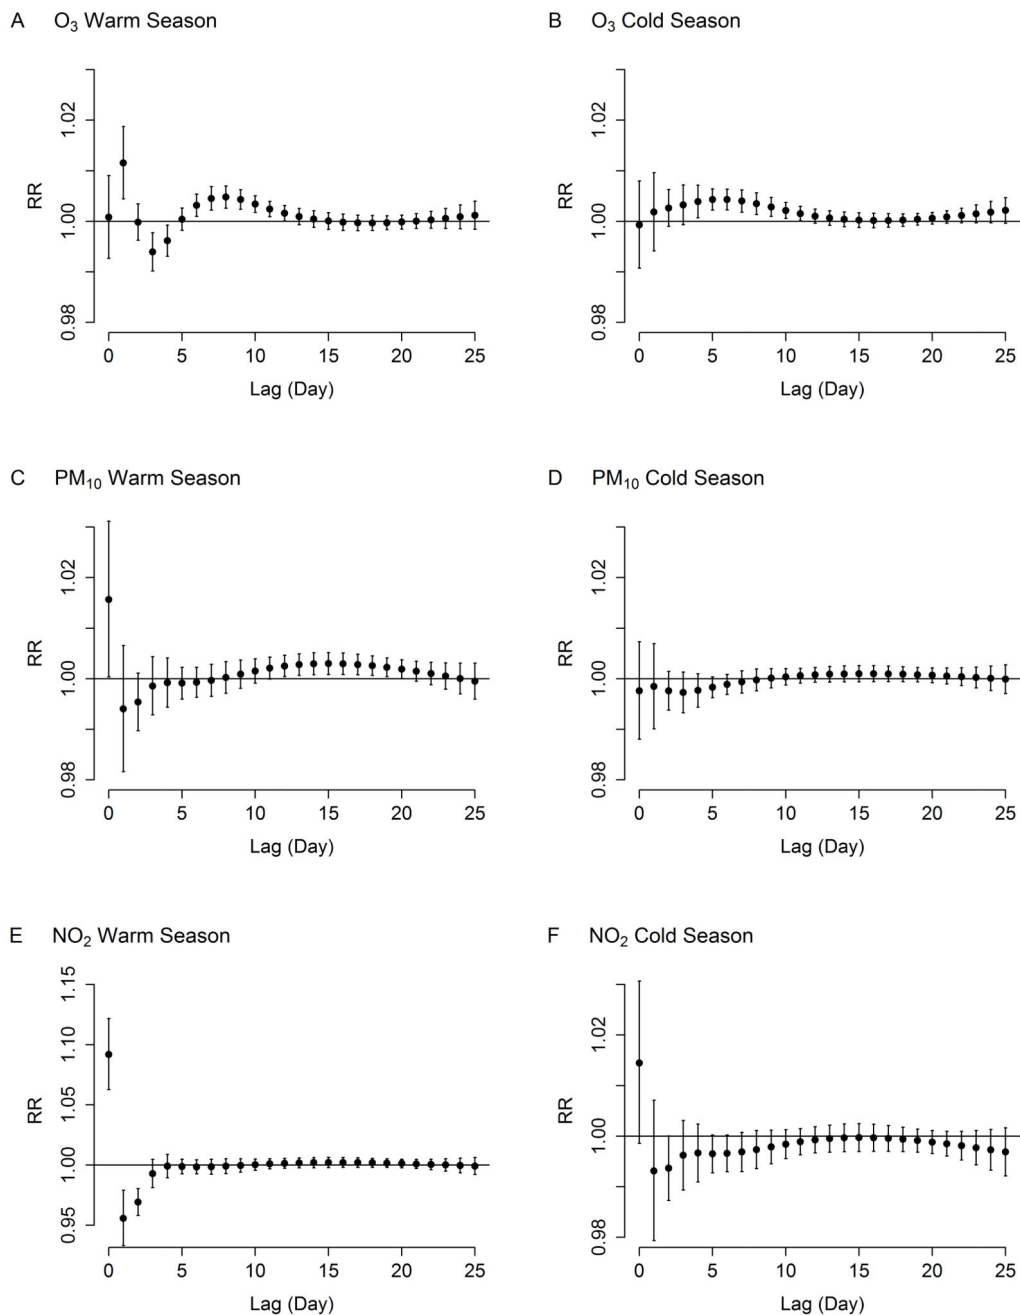 A O₃ Warm Season
RR
1.02
1.00
0.98
0 5 10 15 20 25
Lag (Day)
B O₃ Cold Season
RR
1.02
1.00
0.98
0 5 10 15 20 25
Lag (Day)
C PM₁₀ Warm Season
RR
1.02
1.00
0.98
0 5 10 15 20 25
Lag (Day)
D PM₁₀ Cold Season
RR
1.02
1.00
0.98
0 5 10 15 20 25
Lag (Day)
E NO₂ Warm Season
RR
1.15
1.10
1.05
1.00
0.95
0 5 10 15 20 25
Lag (Day)
F NO₂ Cold Season
RR
1.02
1.00
0.98
0 5 10 15 20 25
Lag (Day)